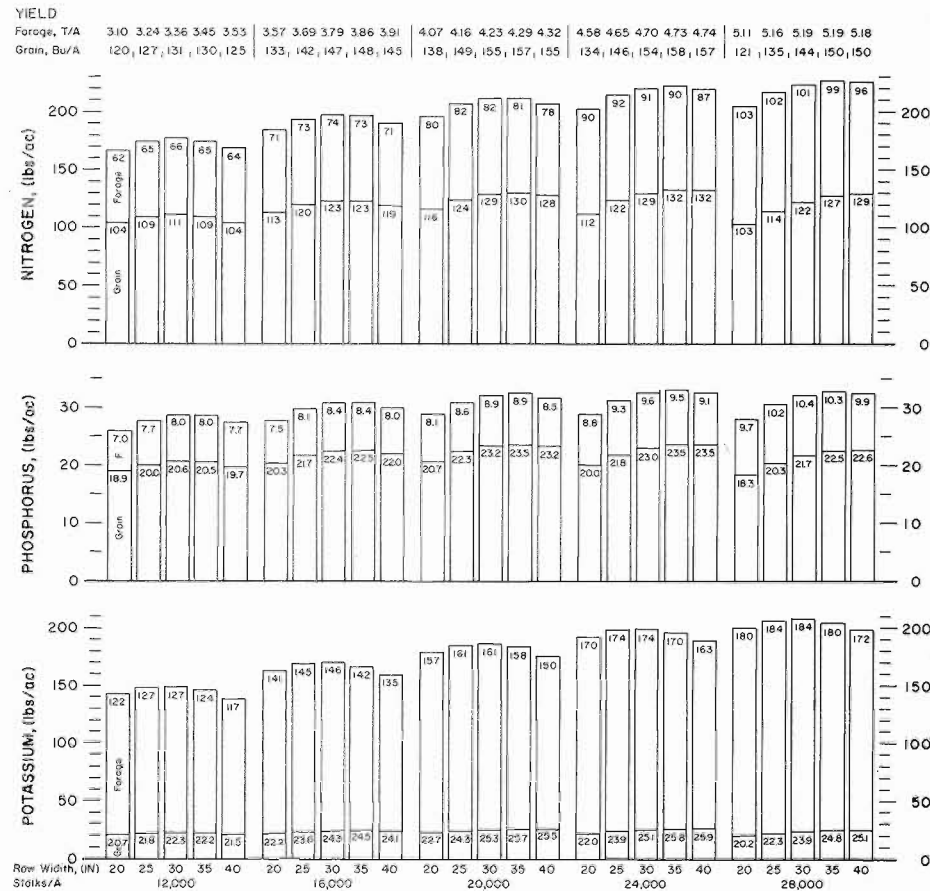 YIELD
Forage, T/A 3.10 3.24 3.36 3.45 3.53 3.57 3.69 3.79 3.86 3.91 4.07 4.16 4.23 4.29 4.32 4.58 4.65 4.70 4.73 4.74 5.11 5.16 5.19 5.19 5.18
Grain, Bu/A 120 127 131 130 125 133 142 147 148 145 138 149 155 157 155 134 146 154 158 157 121 135 144 150 150
NITROGEN, (lbs/ac)
200 200
150 150
100 100
50 50
0 0
62 65 66 65 64 71 73 74 73 71 80 82 82 81 78 90 92 91 90 87 103 102 101 99 96
Forage
104 109 111 109 104 113 120 123 123 119 116 124 129 130 128 112 122 129 132 132 103 114 122 127 129
Grain
PHOSPHORUS, (lbs/ac)
30 30
20 20
10 10
0 0
7.0 7.7 8.0 8.0 7.7 7.5 8.1 8.4 8.4 8.0 8.1 8.6 8.9 8.9 8.5 8.8 9.3 9.6 9.5 9.1 9.7 10.2 10.4 10.3 9.9
F
18.9 20.0 20.6 20.5 19.7 20.3 21.7 22.4 22.5 22.0 20.7 22.3 23.2 23.5 23.2 20.0 21.8 23.0 23.5 23.5 18.3 20.3 21.7 22.5 22.6
Grain
POTASSIUM, (lbs/ac)
200 200
150 150
100 100
50 50
0 0
122 127 127 124 117 141 145 146 142 135 157 161 161 158 150 170 174 174 170 163 180 184 184 180 172
Forage
20.7 21.8 22.3 22.2 21.5 22.2 23.6 24.3 24.5 24.1 22.7 24.3 25.3 25.7 25.5 22.0 23.9 25.1 25.8 25.9 20.2 22.3 23.9 24.8 25.1
G
Row Width, (IN) 20 25 30 35 40 20 25 30 35 40 20 25 30 35 40 20 25 30 35 40 20 25 30 35 40
Stalks/A 12,000 16,000 20,000 24,000 28,000